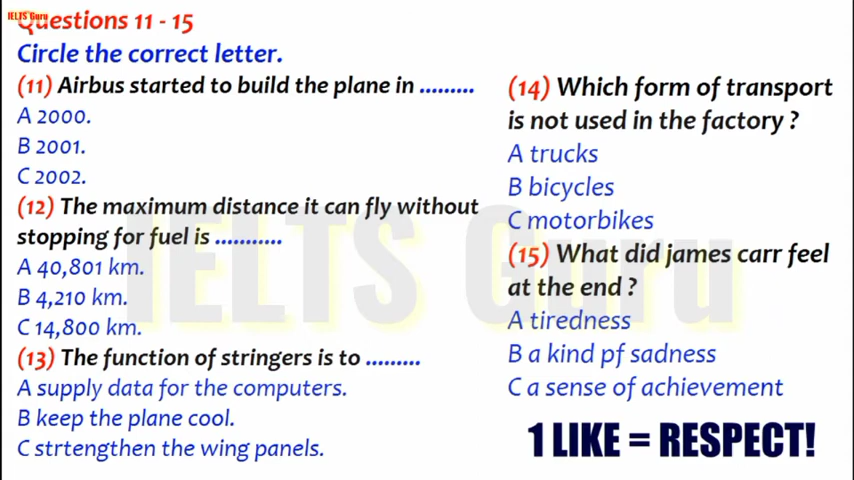 IELTS Guru
Questions 11 - 15
Circle the correct letter.
(11) Airbus started to build the plane in .........
A 2000.
B 2001.
C 2002.
(12) The maximum distance it can fly without
stopping for fuel is ...........
A 40,801 km.
B 4,210 km.
C 14,800 km.
(13) The function of stringers is to .........
A supply data for the computers.
B keep the plane cool.
C strtengthen the wing panels.
(14) Which form of transport
is not used in the factory ?
A trucks
B bicycles
C motorbikes
(15) What did james carr feel
at the end ?
A tiredness
B a kind pf sadness
C a sense of achievement
1 LIKE = RESPECT!
IELTS Guru